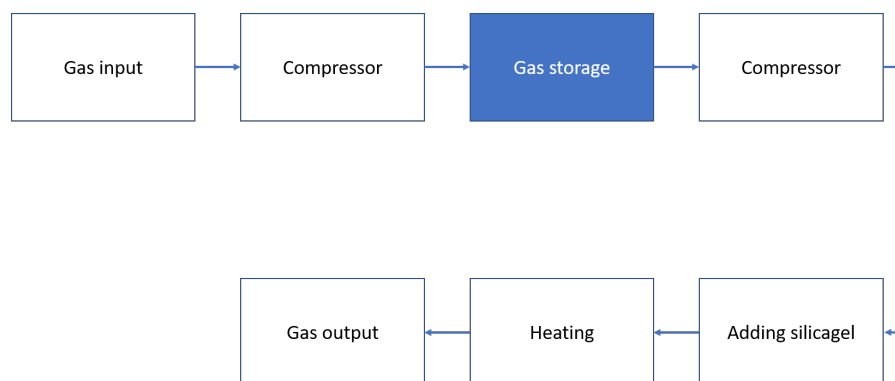 Gas input
Compressor
Gas storage
Compressor
Gas output
Heating
Adding silicagel